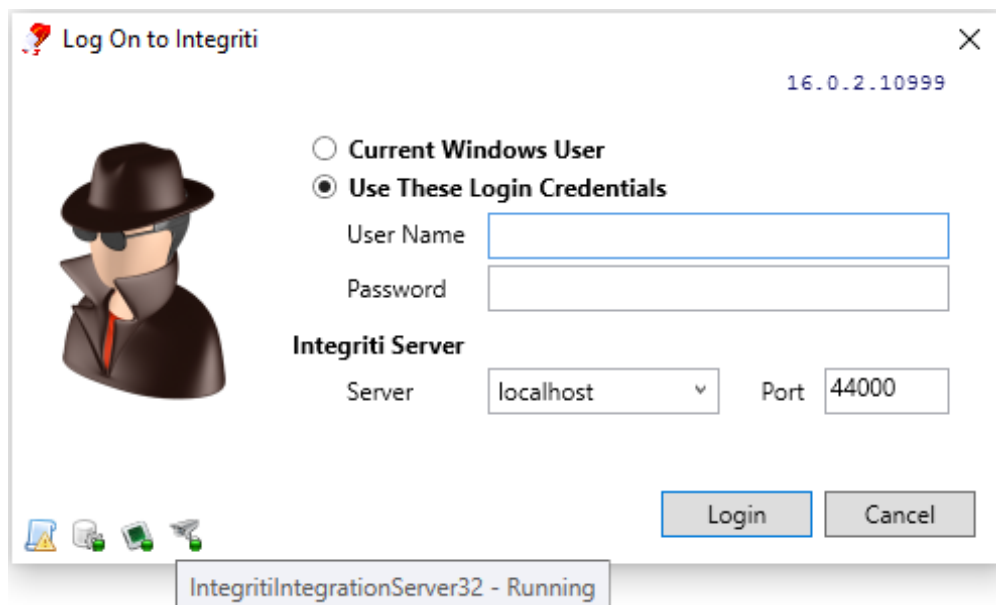 Log On to Integriti
16.0.2.10999
Current Windows User
Use These Login Credentials
User Name
Password
Integriti Server
Server localhost Port 44000
Login Cancel
IntegritiIntegrationServer32 - Running